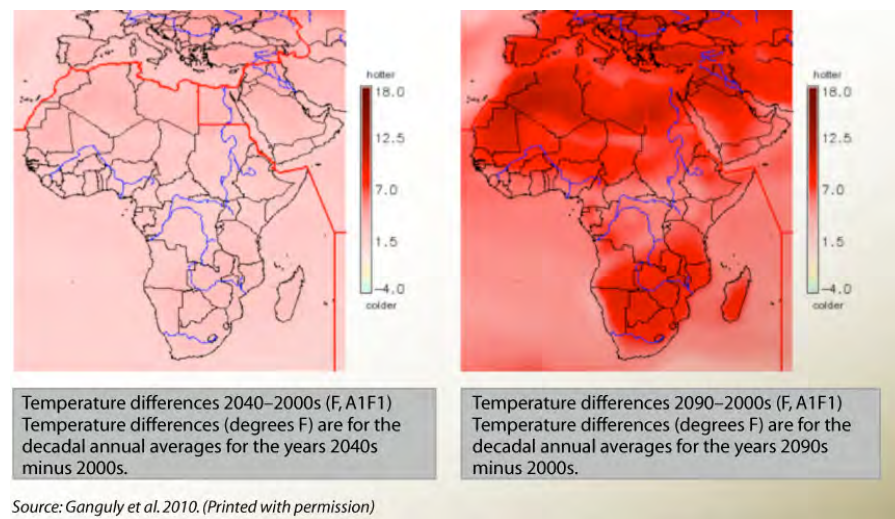 hotter
18.0
12.5
7.0
1.5
−4.0
colder
hotter
18.0
12.5
7.0
1.5
−4.0
colder
Temperature differences 2040–2000s (F, A1F1)
Temperature differences (degrees F) are for the
decadal annual averages for the years 2040s
minus 2000s.
Temperature differences 2090–2000s (F, A1F1)
Temperature differences (degrees F) are for the
decadal annual averages for the years 2090s
minus 2000s.
Source: Ganguly et al. 2010. (Printed with permission)